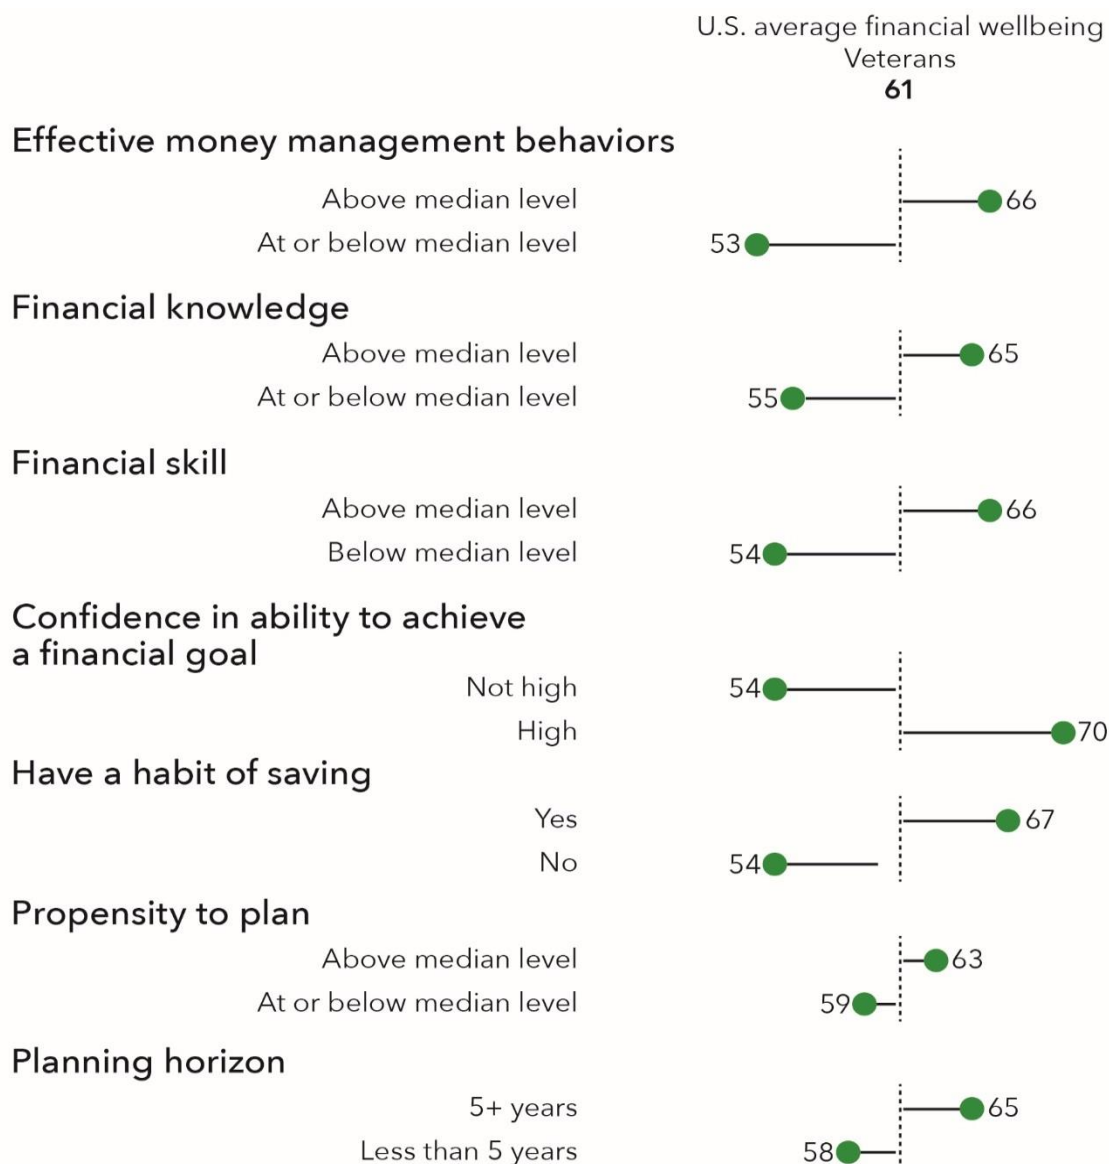 U.S. average financial wellbeing
Veterans
61
Effective money management behaviors
Above median level 66
At or below median level 53
Financial knowledge
Above median level 65
At or below median level 55
Financial skill
Above median level 66
Below median level 54
Confidence in ability to achieve
a financial goal
Not high 54
High 70
Have a habit of saving
Yes 67
No 54
Propensity to plan
Above median level 63
At or below median level 59
Planning horizon
5+ years 65
Less than 5 years 58